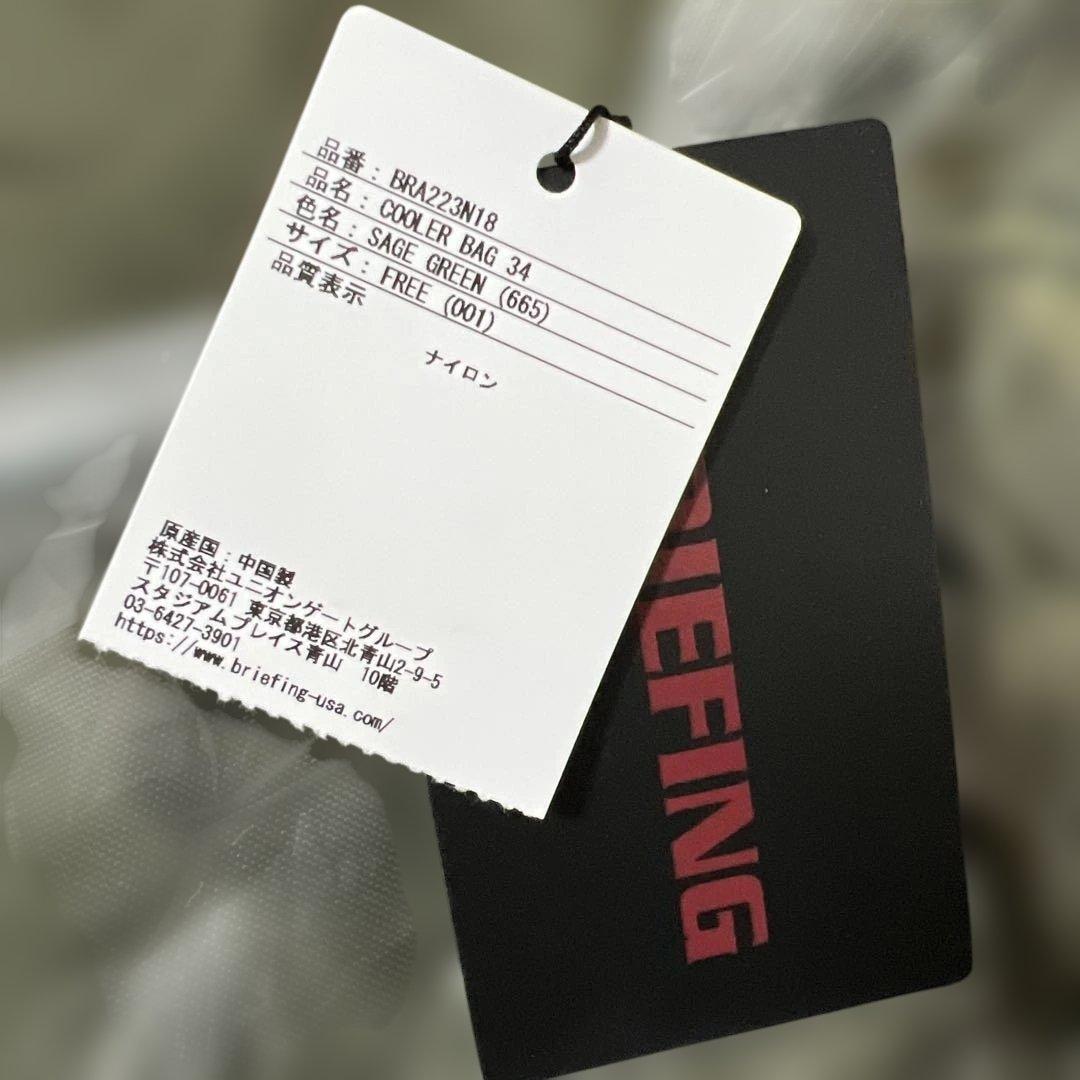 品番: BRA223N18
品名: COOLER BAG 34
色名: SAGE GREEN (665)
サイズ: FREE (001)
品質表示
ナイロン
原産国:中国製
株式会社ユニオンゲートグループ
〒107-0061 東京都港区北青山2-9-5
スタジアムプレイス青山 10階
03-6427-3901
https://www.briefing-usa.com/
RIEFING